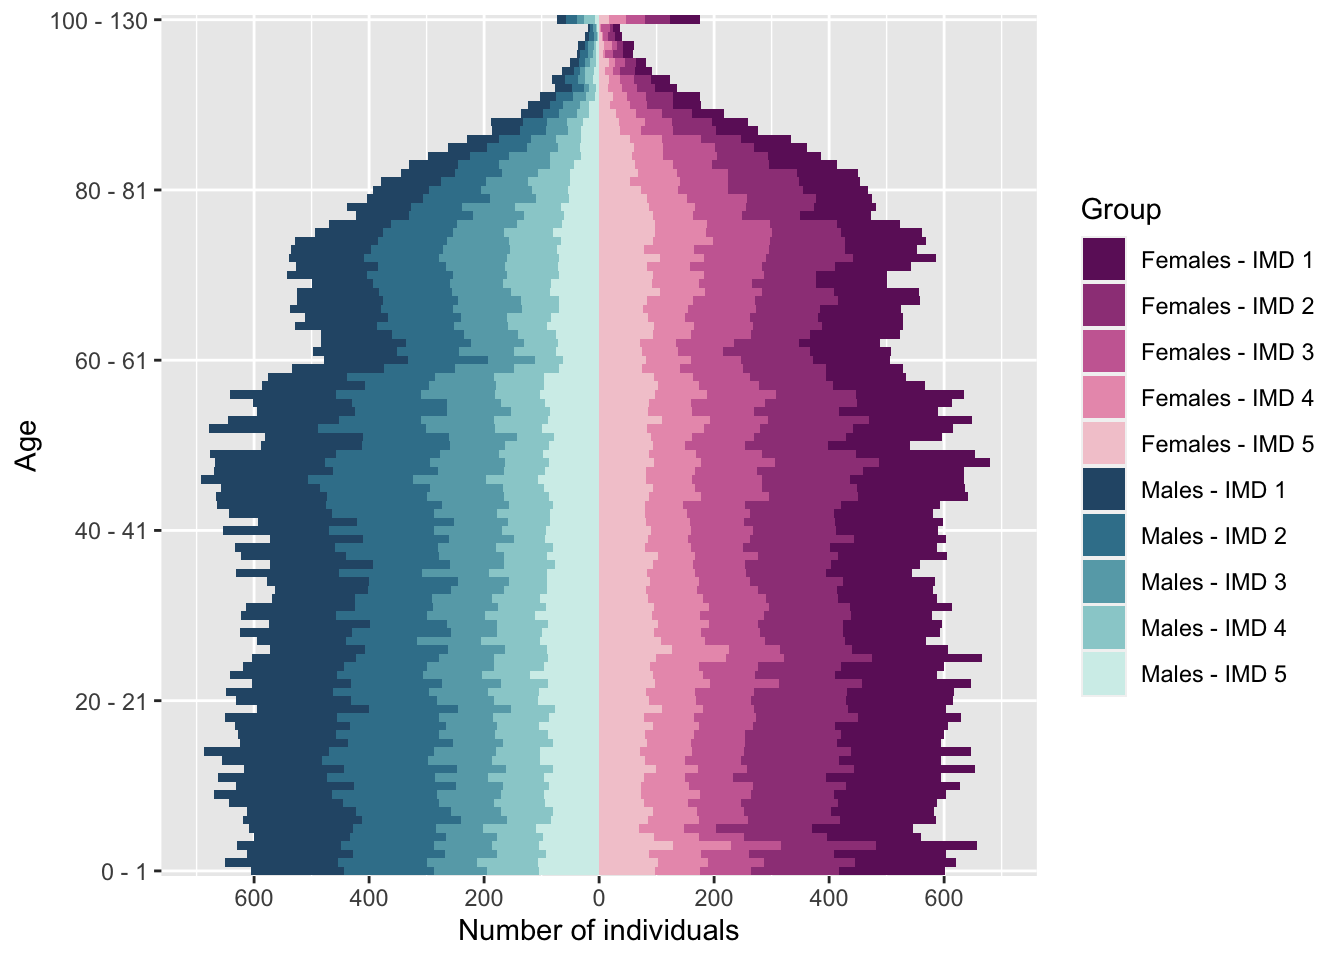 100 - 130
80 - 81
60 - 61
40 - 41
20 - 21
0 - 1
Age
600 400 200 0 200 400 600
Number of individuals
Group
Females - IMD 1
Females - IMD 2
Females - IMD 3
Females - IMD 4
Females - IMD 5
Males - IMD 1
Males - IMD 2
Males - IMD 3
Males - IMD 4
Males - IMD 5